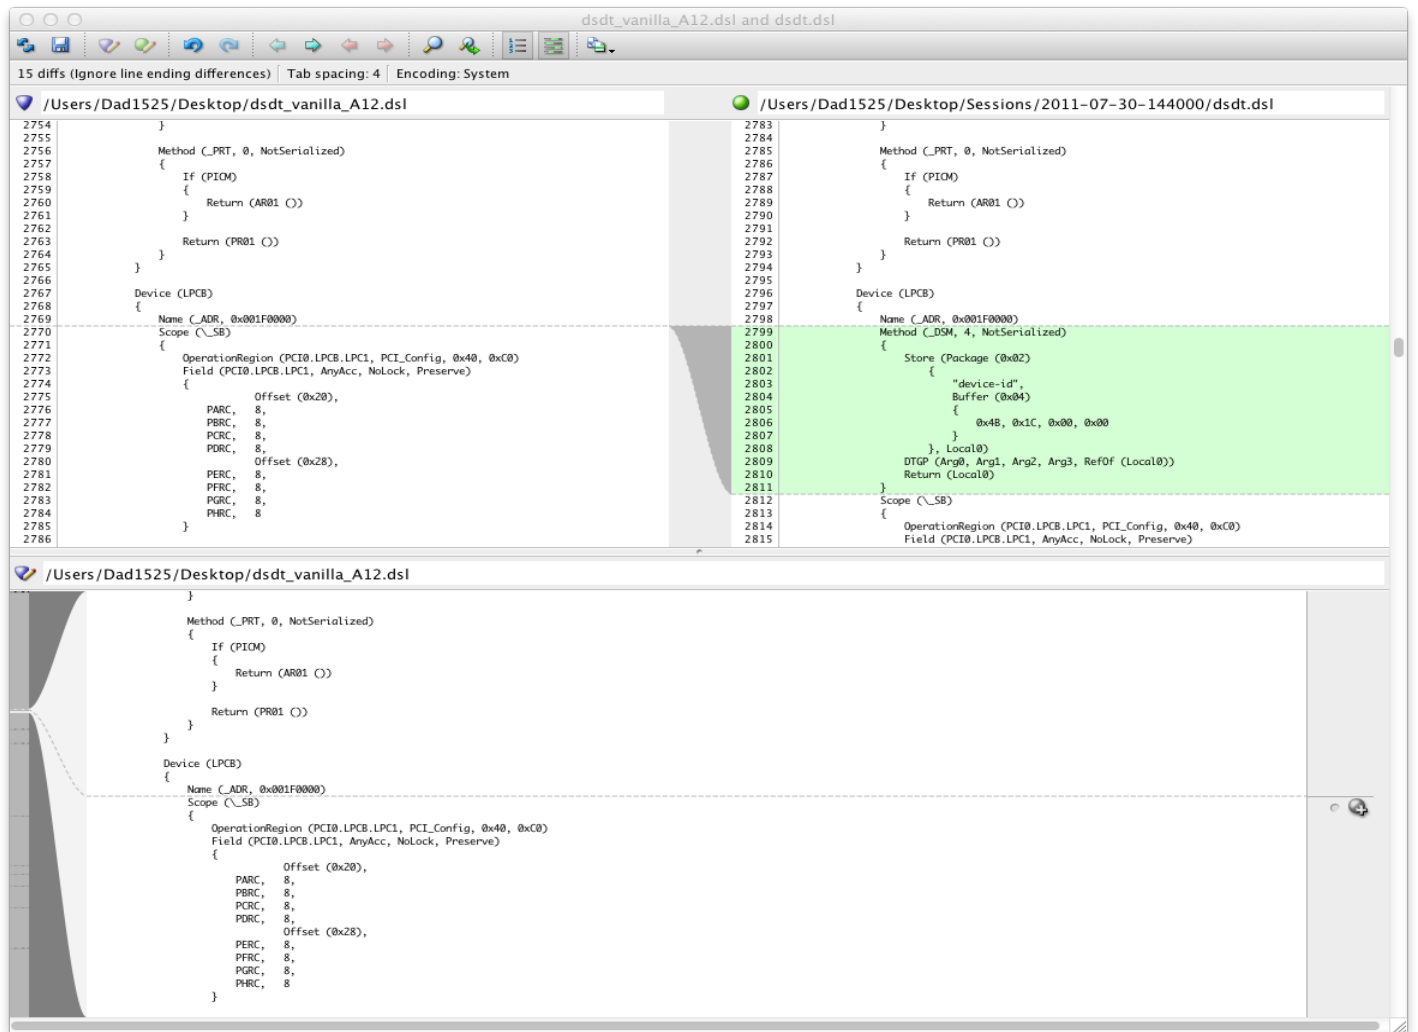 dsdt_vanilla_A12.dsl and dsdt.dsl
15 diffs (Ignore line ending differences) Tab spacing: 4 Encoding: System
/Users/Dad1525/Desktop/dsdt_vanilla_A12.dsl
2754 }
2755
2756 Method (_PRT, 0, NotSerialized)
2757 {
2758 If (PICM)
2759 {
2760 Return (AR01 ())
2761 }
2762
2763 Return (PR01 ())
2764 }
2765 }
2766
2767 Device (LPCB)
2768 {
2769 Name (_ADR, 0x001F0000)
2770 Scope (\_SB)
2771 {
2772 OperationRegion (PCI0.LPCB.LPC1, PCI_Config, 0x40, 0xC0)
2773 Field (PCI0.LPCB.LPC1, AnyAcc, NoLock, Preserve)
2774 {
2775 Offset (0x20),
2776 PARC, 8,
2777 PBRC, 8,
2778 PCRC, 8,
2779 PDRC, 8,
2780 Offset (0x28),
2781 PERC, 8,
2782 PFRC, 8,
2783 PGRC, 8,
2784 PHRC, 8
2785 }
2786
/Users/Dad1525/Desktop/Sessions/2011-07-30-144000/dsdt.dsl
2783 }
2784
2785 Method (_PRT, 0, NotSerialized)
2786 {
2787 If (PICM)
2788 {
2789 Return (AR01 ())
2790 }
2791
2792 Return (PR01 ())
2793 }
2794 }
2795
2796 Device (LPCB)
2797 {
2798 Name (_ADR, 0x001F0000)
2799 Method (_DSM, 4, NotSerialized)
2800 {
2801 Store (Package (0x02)
2802 {
2803 "device-id",
2804 Buffer (0x04)
2805 {
2806 0x4B, 0x1C, 0x00, 0x00
2807 }
2808 }, Local0)
2809 DTGP (Arg0, Arg1, Arg2, Arg3, RefOf (Local0))
2810 Return (Local0)
2811 }
2812 Scope (\_SB)
2813 {
2814 OperationRegion (PCI0.LPCB.LPC1, PCI_Config, 0x40, 0xC0)
2815 Field (PCI0.LPCB.LPC1, AnyAcc, NoLock, Preserve)
/Users/Dad1525/Desktop/dsdt_vanilla_A12.dsl
}
Method (_PRT, 0, NotSerialized)
{
If (PICM)
{
Return (AR01 ())
}
Return (PR01 ())
}
}
Device (LPCB)
{
Name (_ADR, 0x001F0000)
Scope (\_SB)
{
OperationRegion (PCI0.LPCB.LPC1, PCI_Config, 0x40, 0xC0)
Field (PCI0.LPCB.LPC1, AnyAcc, NoLock, Preserve)
{
Offset (0x20),
PARC, 8,
PBRC, 8,
PCRC, 8,
PDRC, 8,
Offset (0x28),
PERC, 8,
PFRC, 8,
PGRC, 8,
PHRC, 8
}